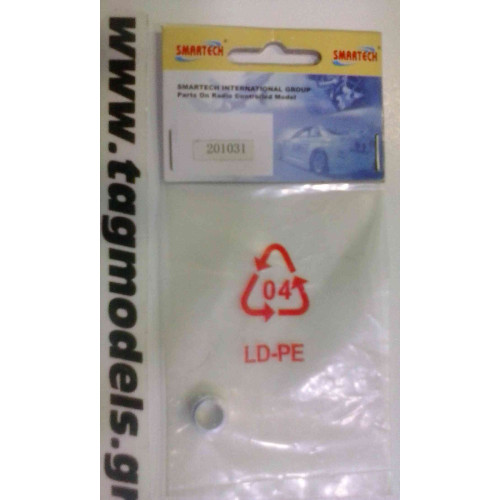 SMARTECH®
SMARTECH®
SMARTECH INTERNATIONAL GROUP
Parts On Radio Controlled Model
201031
04
LD-PE
www.tagmodels.gr